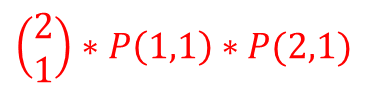 (2 1) * P(1,1) * P(2,1)